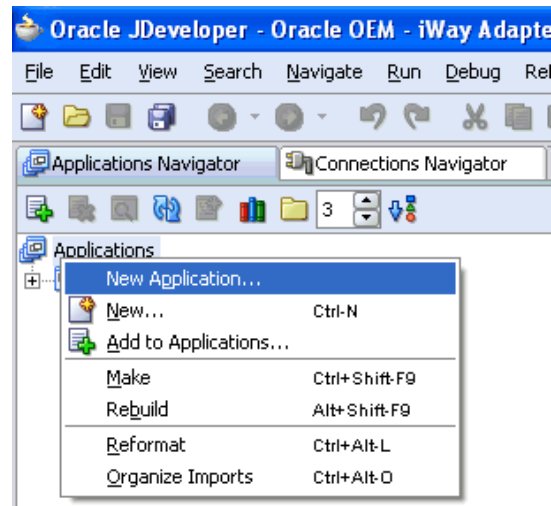 Oracle JDeveloper - Oracle OEM - iWay Adapte
File Edit View Search Navigate Run Debug Re
Applications Navigator Connections Navigator
3
Applications
New Application...
New... Ctrl-N
Add to Applications...
Make Ctrl+Shift-F9
Rebuild Alt+Shift-F9
Reformat Ctrl+Alt-L
Organize Imports Ctrl+Alt-O